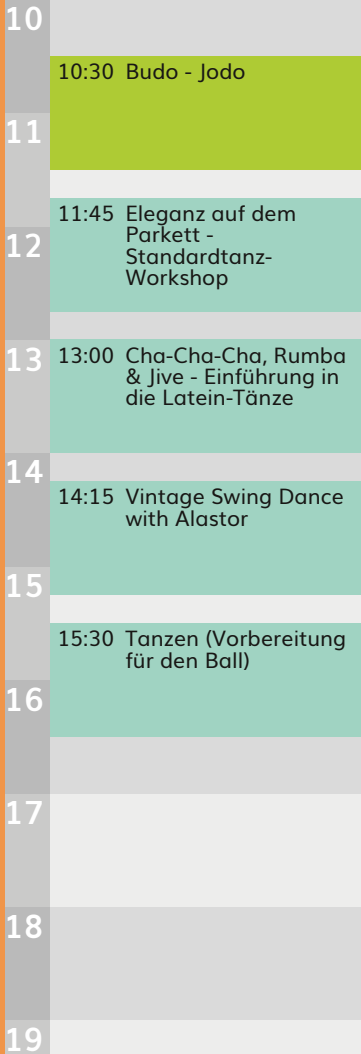 10
10:30 Budo - Jodo
11
11:45 Eleganz auf dem
Parkett -
12
Standardtanz-
Workshop
13
13:00 Cha-Cha-Cha, Rumba
& Jive - Einführung in
die Latein-Tänze
14
14:15 Vintage Swing Dance
with Alastor
15
15:30 Tanzen (Vorbereitung
für den Ball)
16
17
18
19